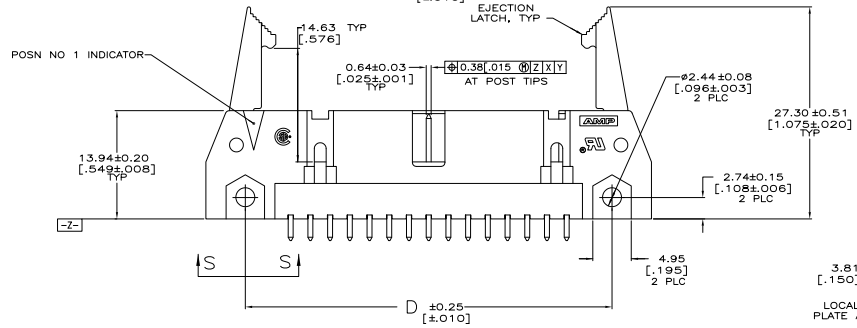 EJECTION
LATCH, TYP
14.63 TYP
[.576]
POSN NO 1 INDICATOR
0.64±0.03
[.025±.001]
TYP
⌖ 0.38[.015 Ⓜ Z X Y
AT POST TIPS
ø2.44±0.08
[.096±.003]
2 PLC
27.30±0.51
[1.075±.020]
TYP
AMP
13.94±0.20
[.549±.008]
TYP
2.74±0.15
[.108±.006]
2 PLC
-Z-
S S
4.95
[.195]
2 PLC
D ±0.25
[±.010]
3.81
[.150]
LOCAL
PLATE